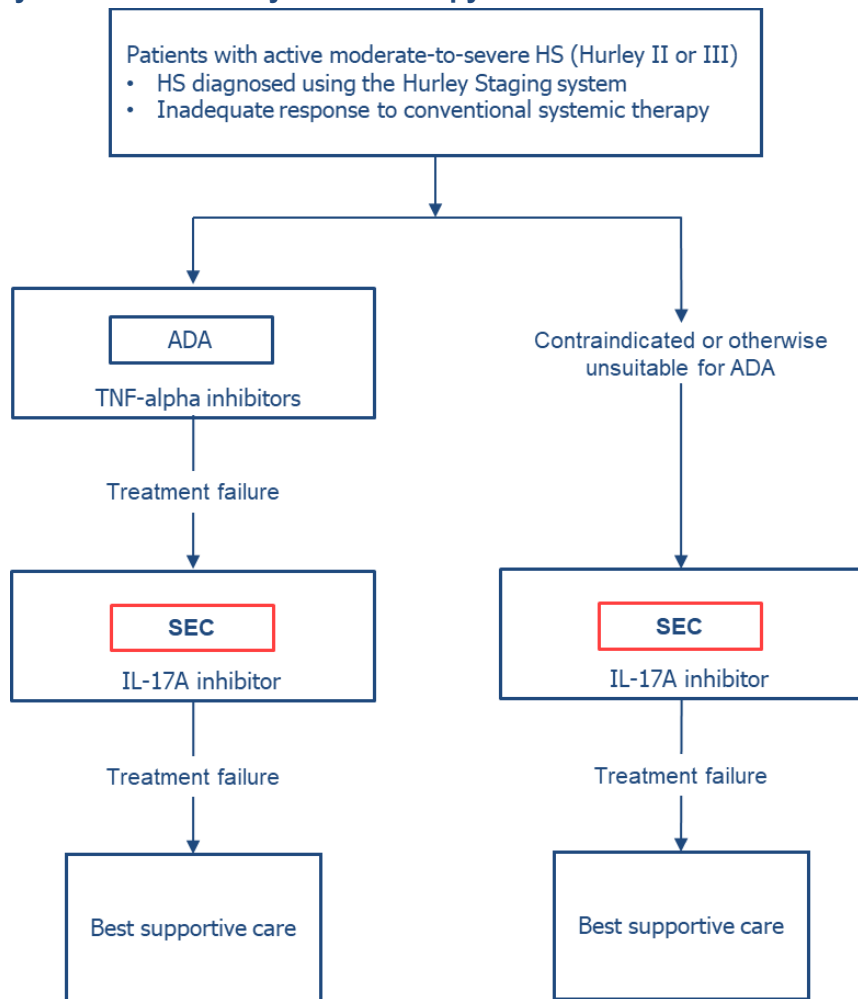 Patients with active moderate-to-severe HS (Hurley II or III)
• HS diagnosed using the Hurley Staging system
• Inadequate response to conventional systemic therapy
ADA
TNF-alpha inhibitors
Contraindicated or otherwise
unsuitable for ADA
Treatment failure
SEC
IL-17A inhibitor
SEC
IL-17A inhibitor
Treatment failure
Treatment failure
Best supportive care
Best supportive care